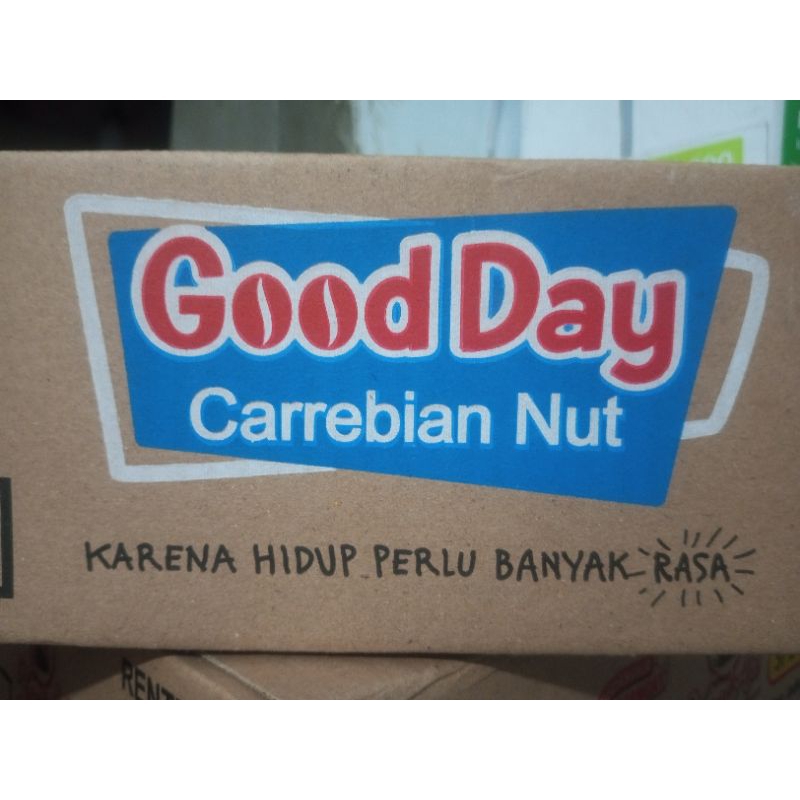 Good Day
Carrebian Nut
KARENA HIDUP PERLU BANYAK RASA